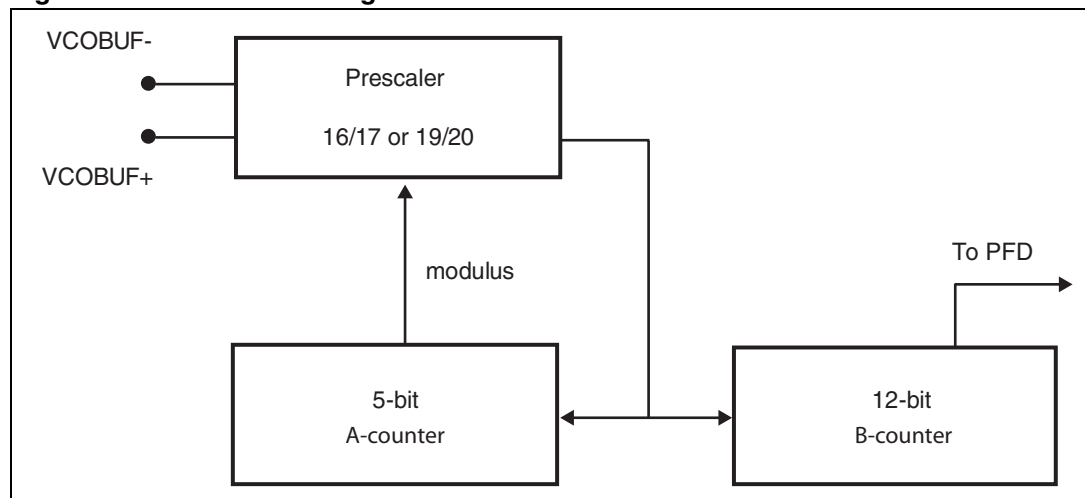 VCOBUF-
Prescaler
16/17 or 19/20
VCOBUF+
modulus
To PFD
5-bit
A-counter
12-bit
B-counter